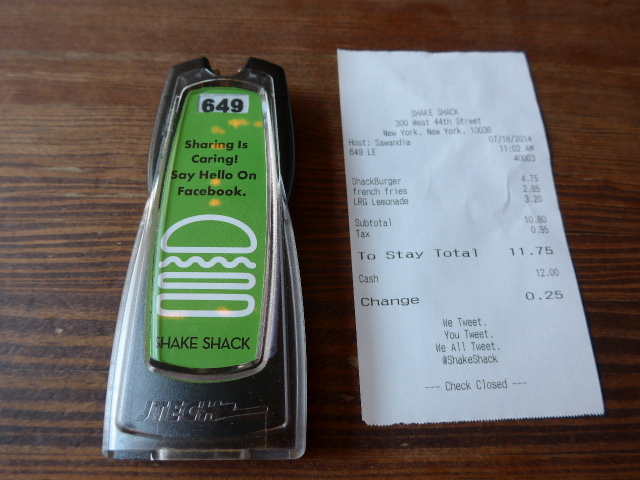 649
Sharing Is
Caring!
Say Hello On
Facebook.
SHAKE SHACK
J-TECH
SHAKE SHACK
300 West 44th Street
New York, New York, 10036
Host: Sawandia 07/18/2014
649 LE 11:02 AM
40003
ShackBurger 4.75
french fries 2.85
LRG Lemonade 3.20
Subtotal 10.80
Tax 0.95
To Stay Total 11.75
Cash 12.00
Change 0.25
We Tweet.
You Tweet.
We All Tweet.
@ShakeShack
--- Check Closed ---